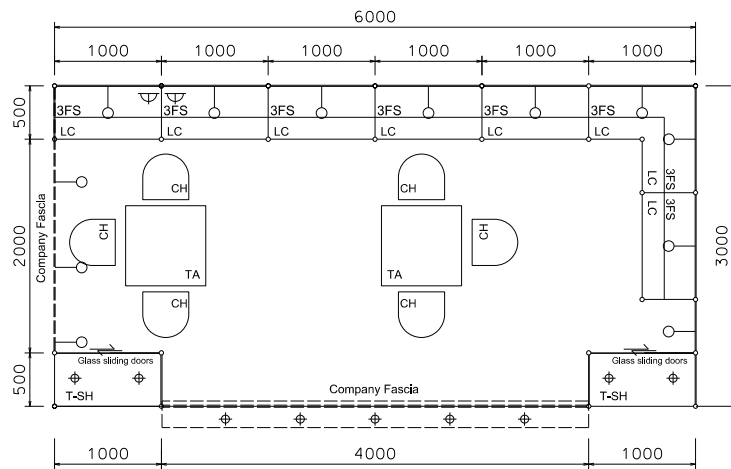 6000
1000 1000 1000 1000 1000 1000
500
3FS 3FS 3FS 3FS 3FS 3FS
LC LC LC LC LC LC
LC 3FS
LC 3FS
2000
3000
Company Fascia
CH CH
CH TA
TA CH
CH CH
Glass sliding doors Glass sliding doors
500
T-SH T-SH
Company Fascia
1000 4000 1000